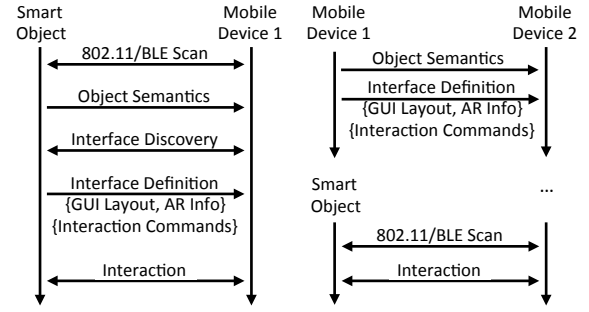 Smart
Object
Mobile
Device 1
802.11/BLE Scan
Object Semantics
Interface Discovery
Interface Definition
{GUI Layout, AR Info}
{Interaction Commands}
Interaction
Mobile
Device 1
Mobile
Device 2
Object Semantics
Interface Definition
{GUI Layout, AR Info}
{Interaction Commands}
Smart
Object
...
802.11/BLE Scan
Interaction